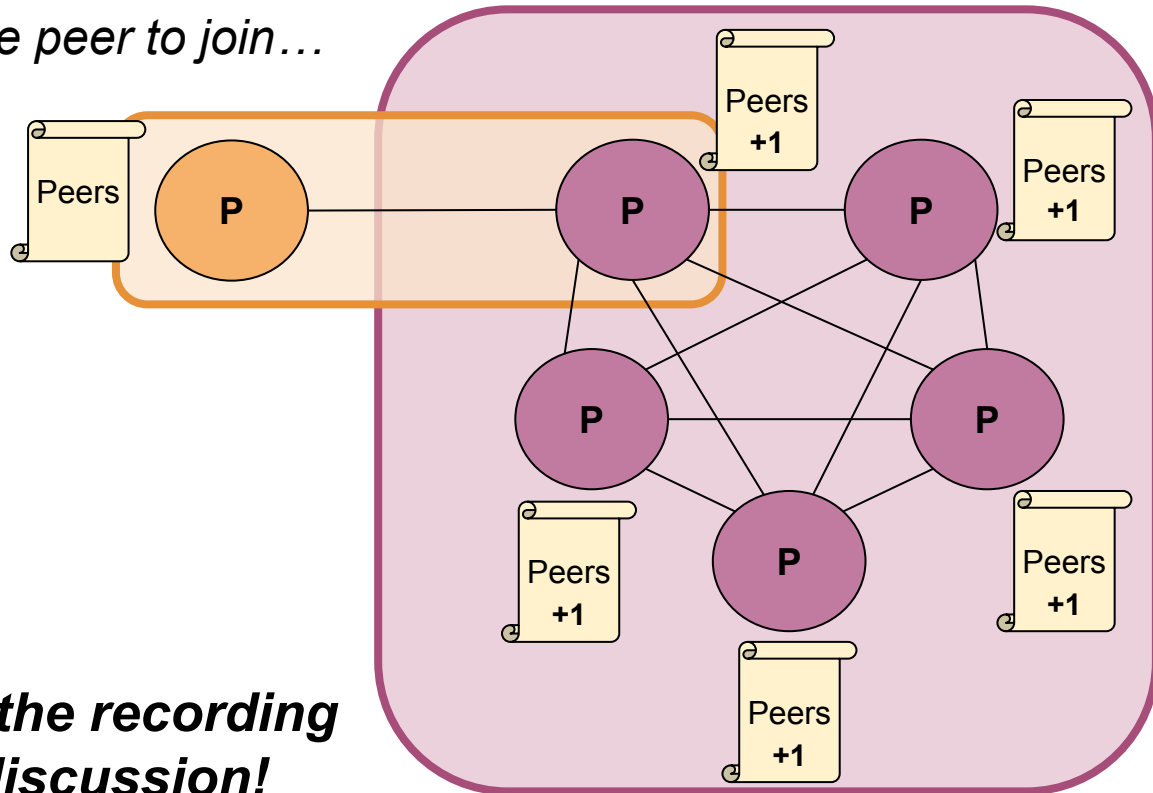 e peer to join…
Peers
+1
Peers
+1
Peers
P
P
P
P
P
Peers
+1
P
Peers
+1
Peers
+1
the recording
discussion!